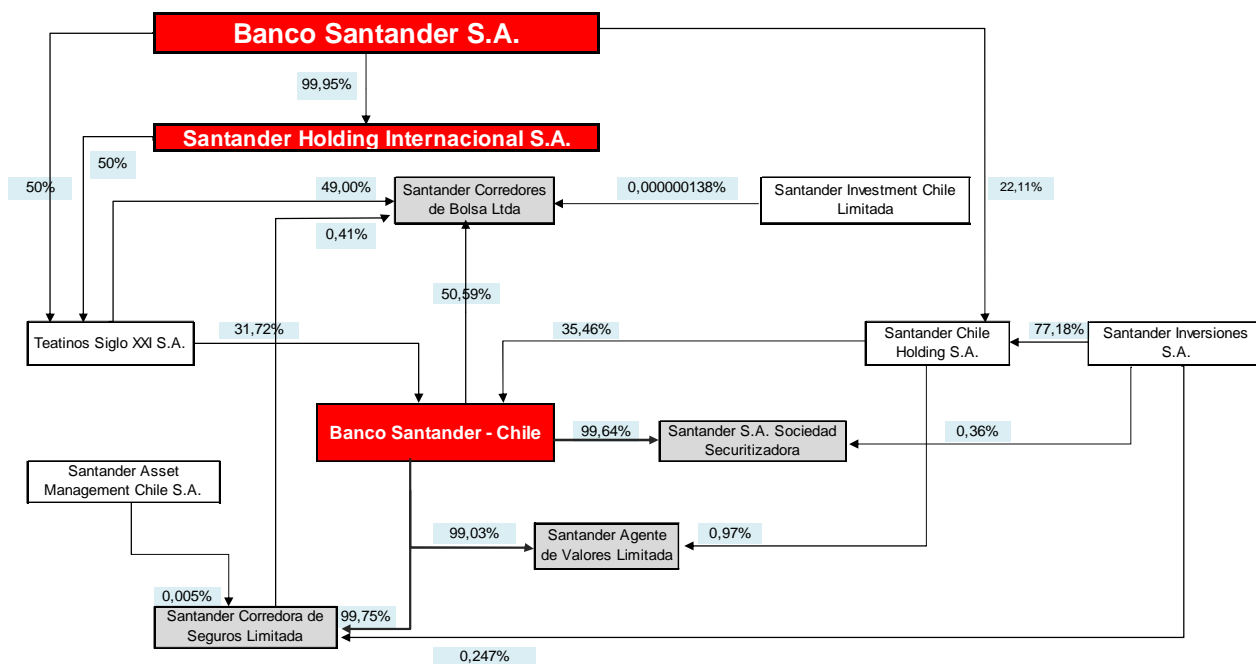 Banco Santander S.A.
99,95%
Santander Holding Internacional S.A.
50%
50%
49,00%
Santander Corredores
de Bolsa Ltda
0,000000138%
Santander Investment Chile
Limitada
22,11%
0,41%
50,59%
Teatinos Siglo XXI S.A.
31,72%
35,46%
Santander Chile
Holding S.A.
77,18%
Santander Inversiones
S.A.
Banco Santander - Chile
99,64%
Santander S.A. Sociedad
Securitizadora
0,36%
Santander Asset
Management Chile S.A.
99,03%
Santander Agente
de Valores Limitada
0,97%
0,005%
Santander Corredora de
Seguros Limitada
99,75%
0,247%